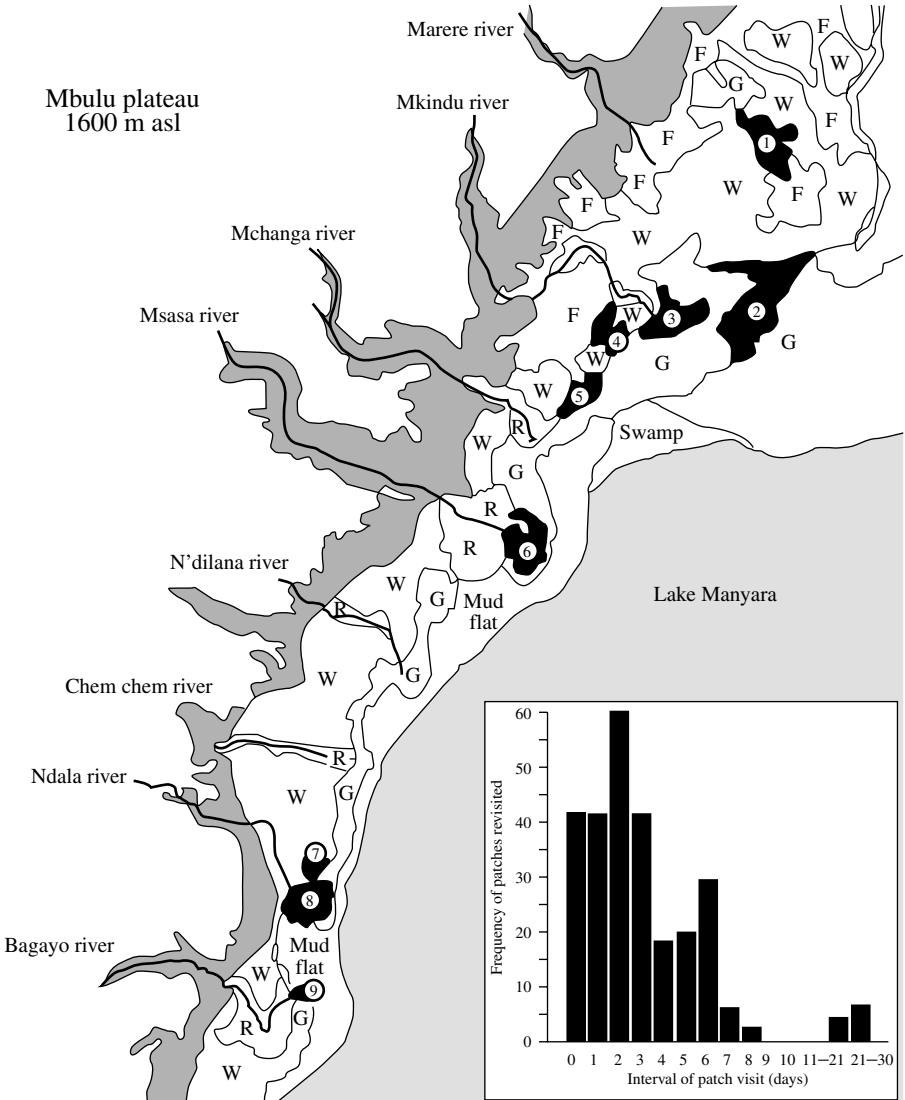 Marere river
Mbulu plateau
1600 m asl
Mkindu river
Mchanga river
Msasa river
N'dilana river
Chem chem river
Ndala river
Bagayo river
F
W
F
W
G
W
F
F
1
F
W
F
W
F
F
W
2
F
W
3
G
4
W
G
W
5
R
Swamp
W
G
R
R
6
W
G
Mud
flat
Lake Manyara
R
W
G
R
W
G
7
8
Mud
flat
W
9
R
G
W
Frequency of patches revisited
60
50
40
30
20
10
0
0 1 2 3 4 5 6 7 8 9 10 11–21 21–30
Interval of patch visit (days)